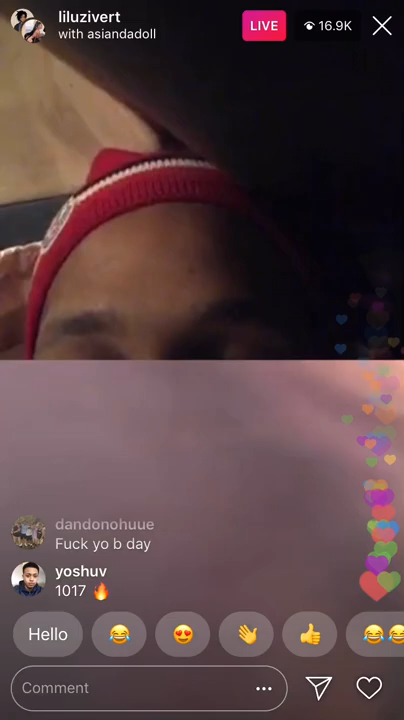 liluzivert
with asiandadoll
LIVE
16.9K
dandonohuue
Fuck yo b day
yoshuv
1017 🔥
Hello
Comment